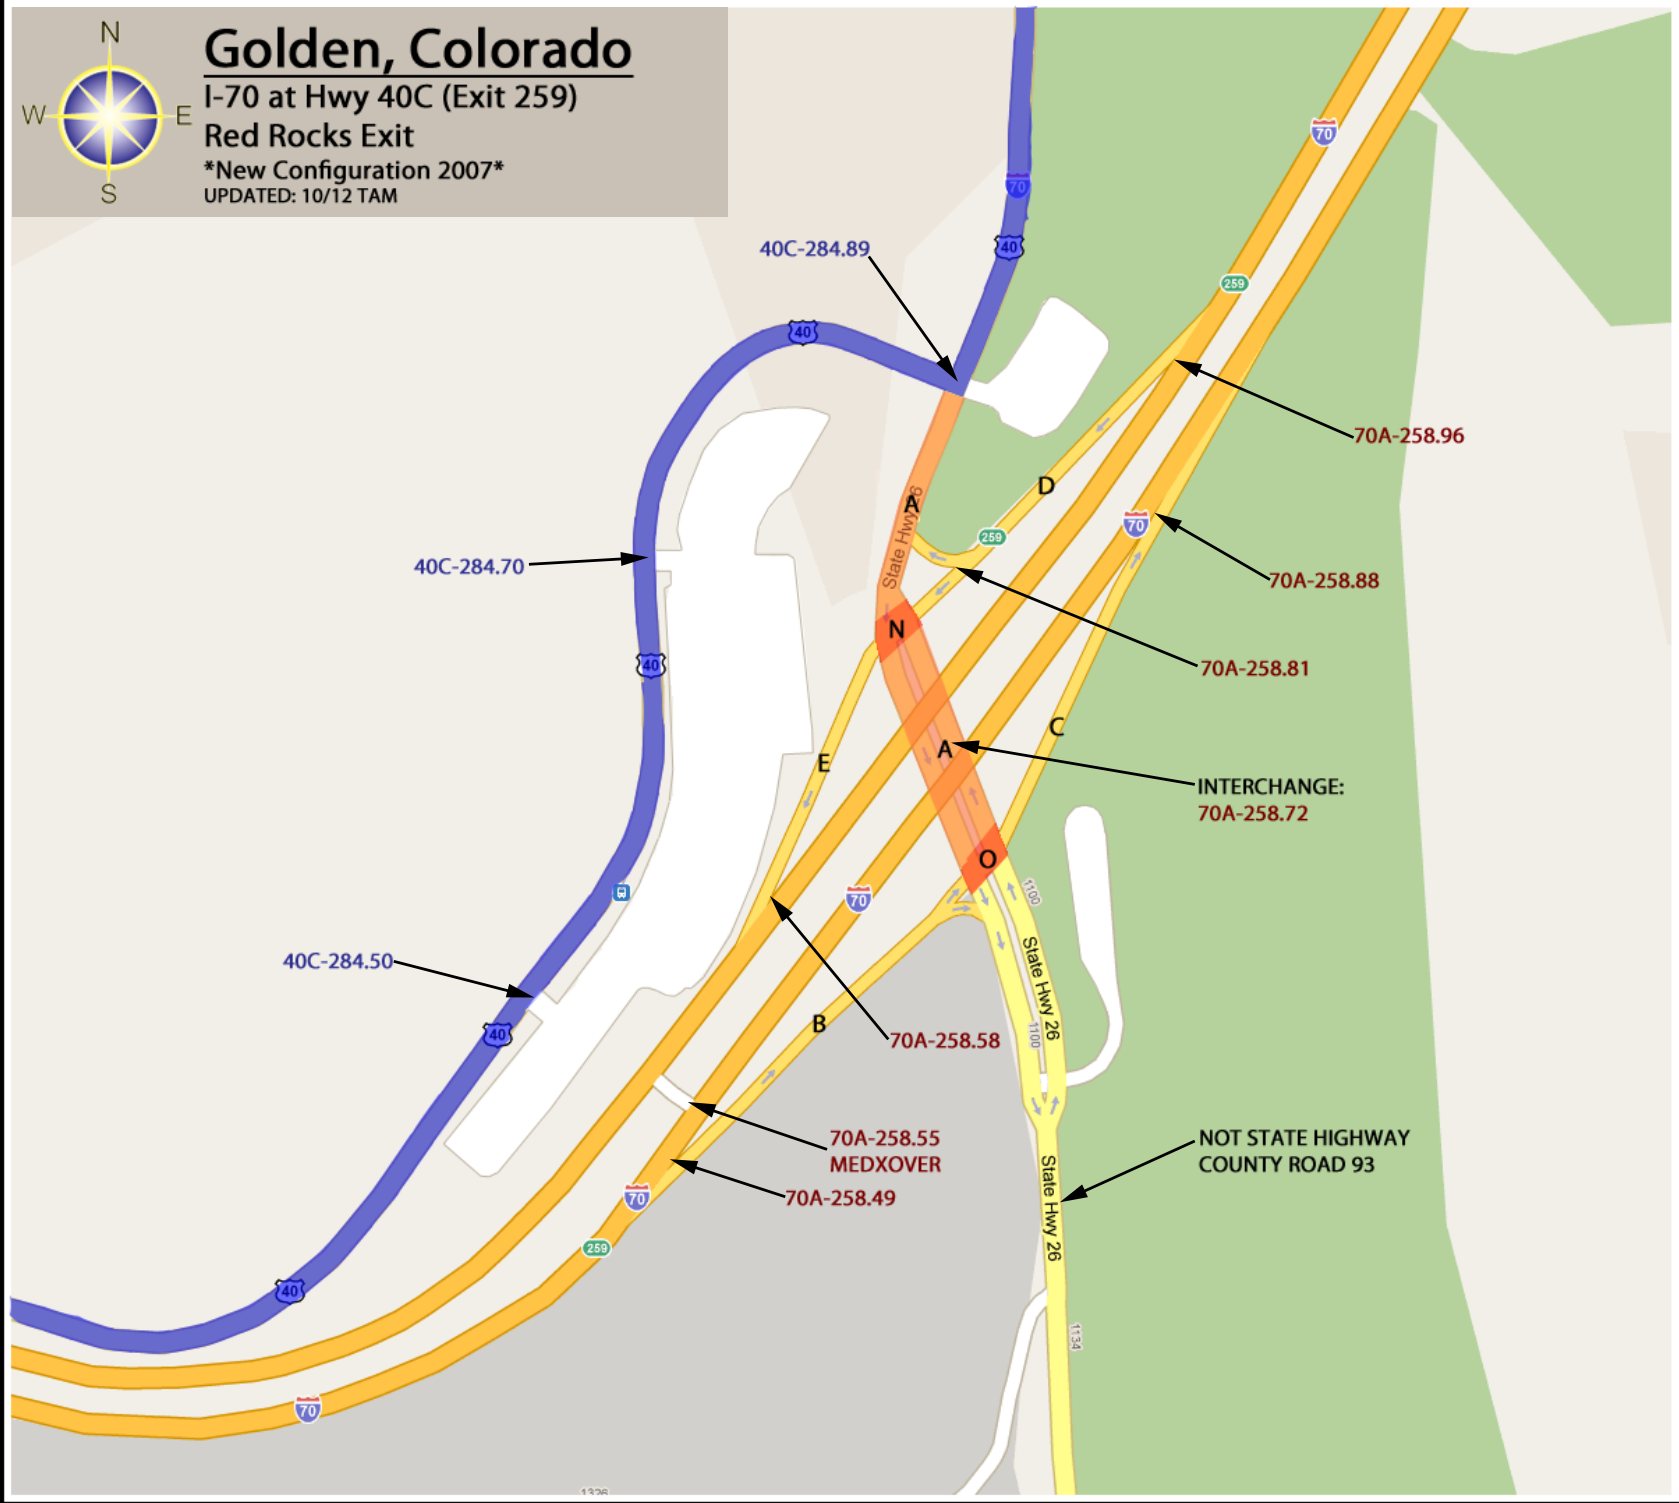 N
W
E
S
Golden, Colorado
I-70 at Hwy 40C (Exit 259)
Red Rocks Exit
*New Configuration 2007*
UPDATED: 10/12 TAM
70
70
40
40C-284.89
259
40
70A-258.96
D
A
State Hwy 26
259
70
40C-284.70
70A-258.88
N
40
70A-258.81
C
A
E
INTERCHANGE:
70A-258.72
O
70
1100
State Hwy 26
40C-284.50
B
1100
40
70A-258.58
70A-258.55
MEDXOVER
NOT STATE HIGHWAY
COUNTY ROAD 93
70
70A-258.49
State Hwy 26
259
40
1134
70
1326